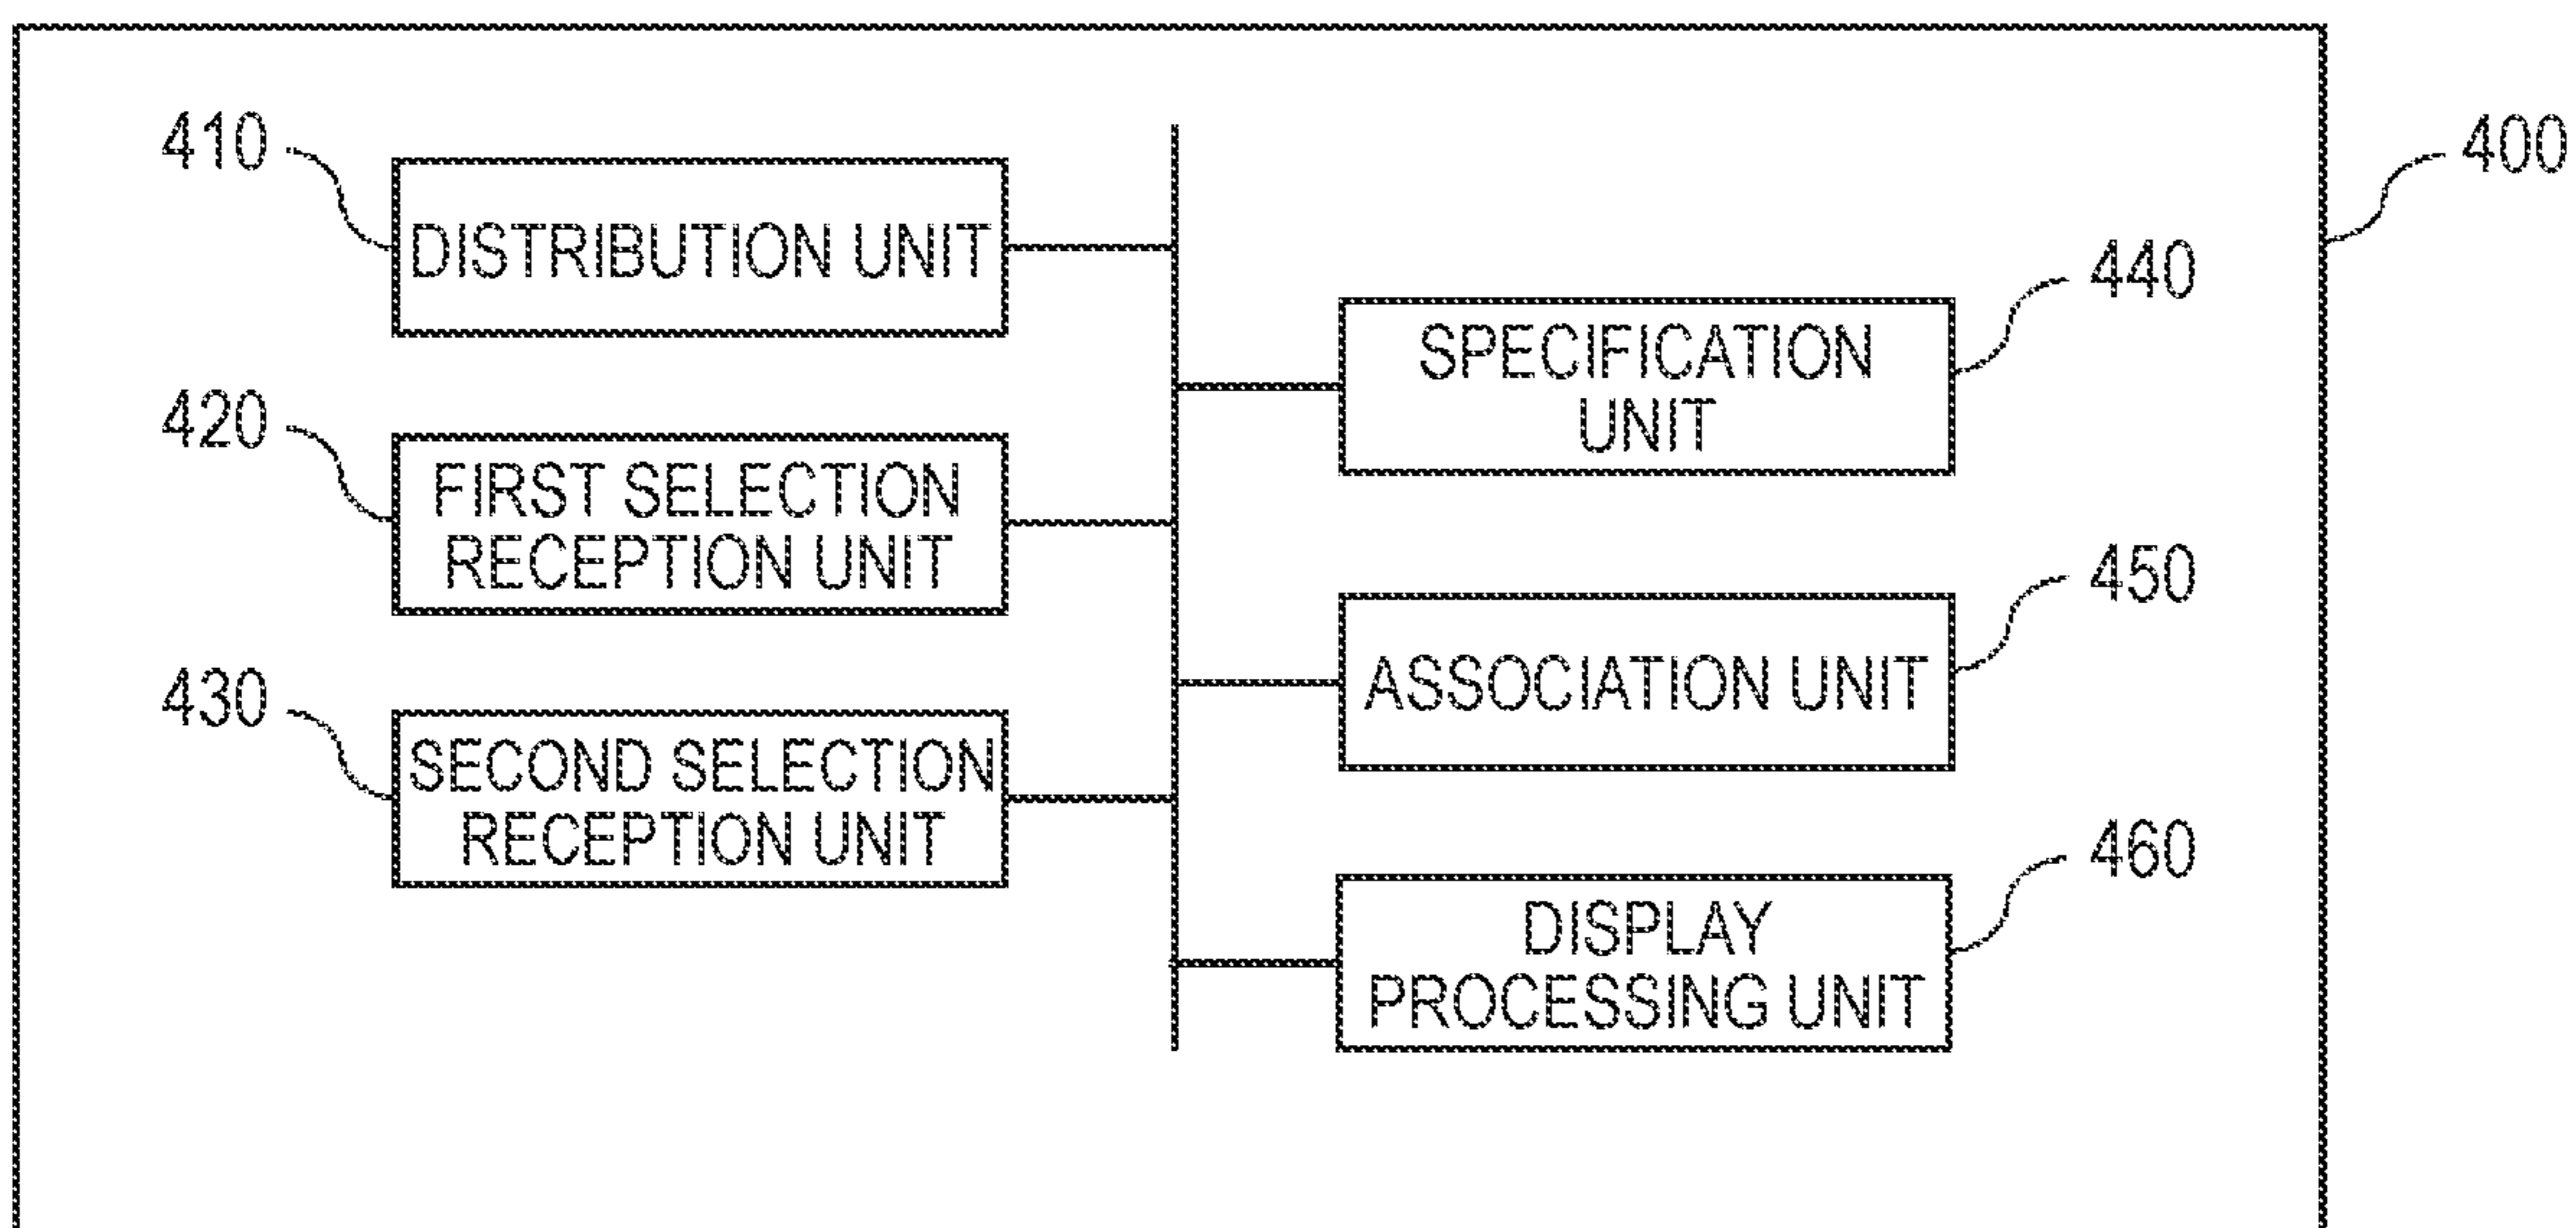 400
410
DISTRIBUTION UNIT
420
FIRST SELECTION
RECEPTION UNIT
430
SECOND SELECTION
RECEPTION UNIT
440
SPECIFICATION
UNIT
450
ASSOCIATION UNIT
460
DISPLAY
PROCESSING UNIT